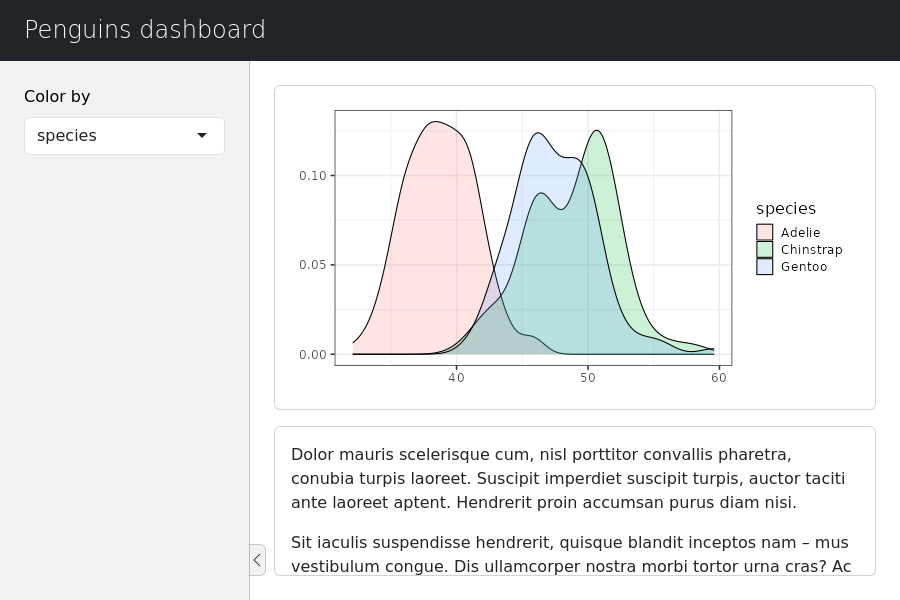 Penguins dashboard
Color by
species
0.10
0.05
0.00
40 50 60
species
Adelie
Chinstrap
Gentoo
Dolor mauris scelerisque cum, nisl porttitor convallis pharetra,
conubia turpis laoreet. Suscipit imperdiet suscipit turpis, auctor taciti
ante laoreet aptent. Hendrerit proin accumsan purus diam nisi.
Sit iaculis suspendisse hendrerit, quisque blandit inceptos nam – mus
vestibulum congue. Dis ullamcorper nostra morbi tortor urna cras? Ac